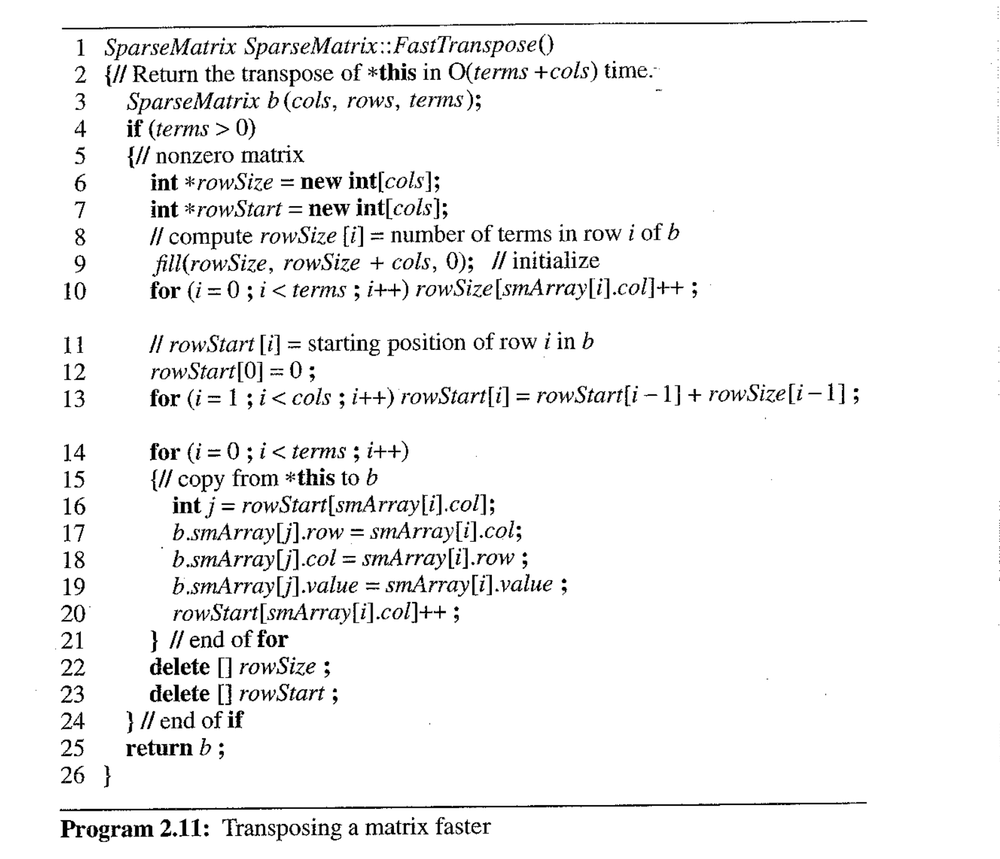 1 SparseMatrix SparseMatrix::FastTranspose()
2 {// Return the transpose of *this in O(terms +cols) time.
3 SparseMatrix b (cols, rows, terms);
4 if (terms > 0)
5 {// nonzero matrix
6 int *rowSize = new int[cols];
7 int *rowStart = new int[cols];
8 // compute rowSize [i] = number of terms in row i of b
9 fill(rowSize, rowSize + cols, 0); // initialize
10 for (i = 0 ; i < terms ; i++) rowSize[smArray[i].col]++ ;
11 // rowStart [i] = starting position of row i in b
12 rowStart[0] = 0 ;
13 for (i = 1 ; i < cols ; i++) rowStart[i] = rowStart[i – 1] + rowSize[i – 1] ;
14 for (i = 0 ; i < terms ; i++)
15 {// copy from *this to b
16 int j = rowStart[smArray[i].col];
17 b.smArray[j].row = smArray[i].col;
18 b.smArray[j].col = smArray[i].row ;
19 b.smArray[j].value = smArray[i].value ;
20 rowStart[smArray[i].col]++ ;
21 } // end of for
22 delete [] rowSize ;
23 delete [] rowStart ;
24 } // end of if
25 return b ;
26 }
Program 2.11: Transposing a matrix faster